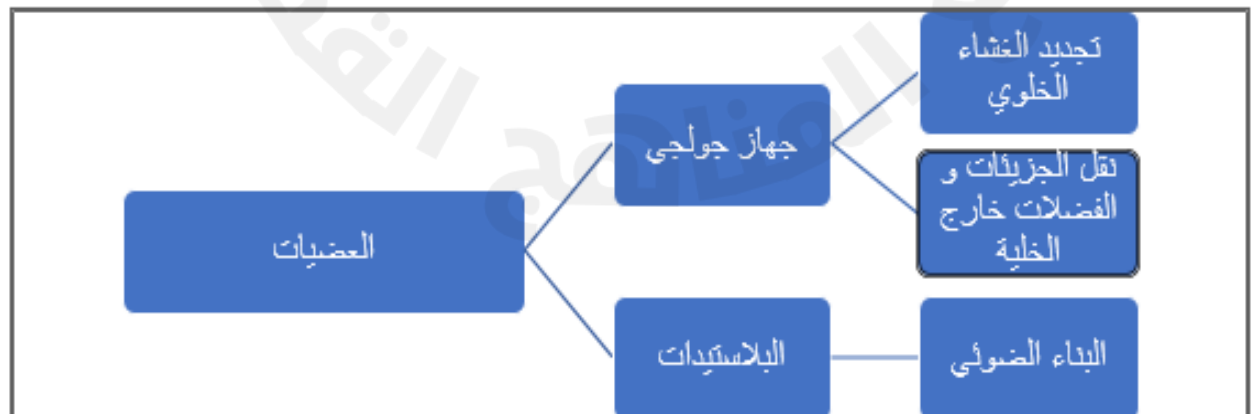 العضيات
جهاز جولجي
تجديد الغشاء
الخلوي
نقل الجزيئات و
الفضلات خارج
الخلية
البلاستيدات
البناء الضوئي